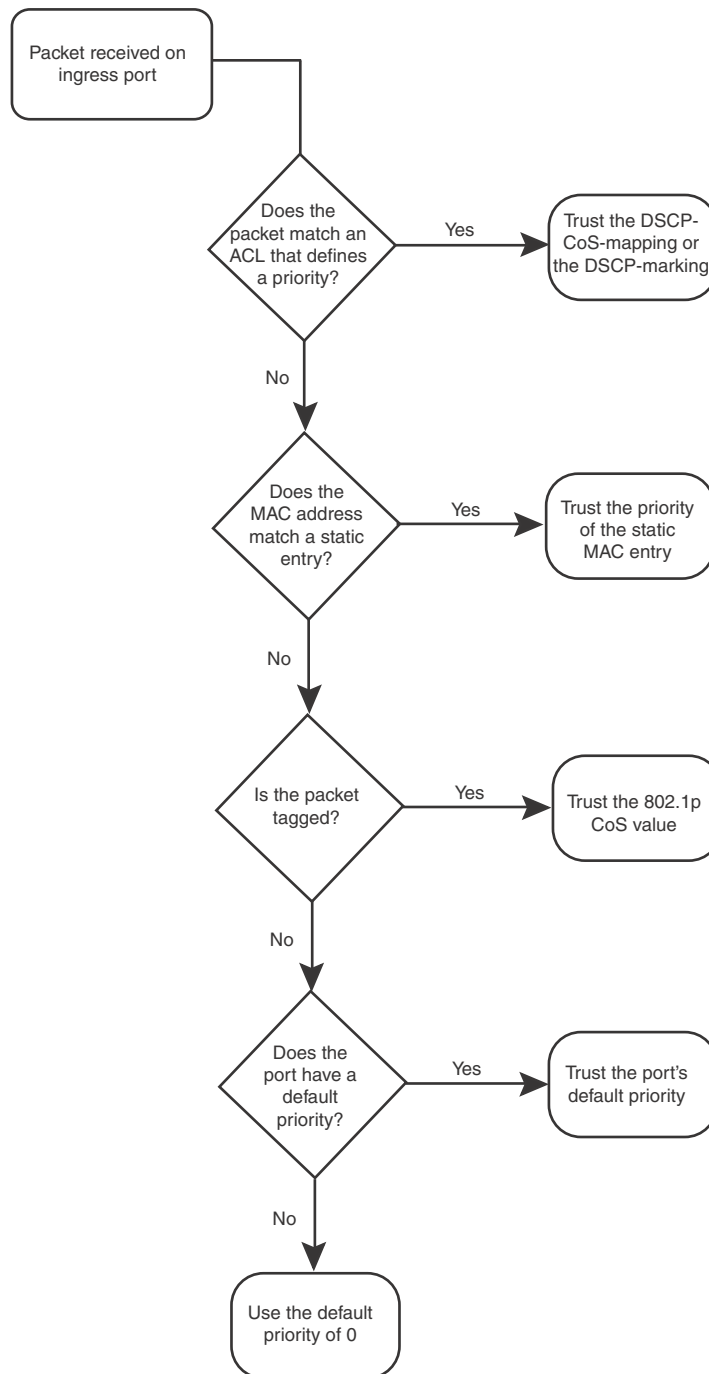 Packet received on
ingress port
Does the
packet match an
ACL that defines
a priority?
Yes
Trust the DSCP-
CoS-mapping or
the DSCP-marking
No
Does the
MAC address
match a static
entry?
Yes
Trust the priority
of the static
MAC entry
No
Is the packet
tagged?
Yes
Trust the 802.1p
CoS value
No
Does the
port have a
default
priority?
Yes
Trust the port's
default priority
No
Use the default
priority of 0